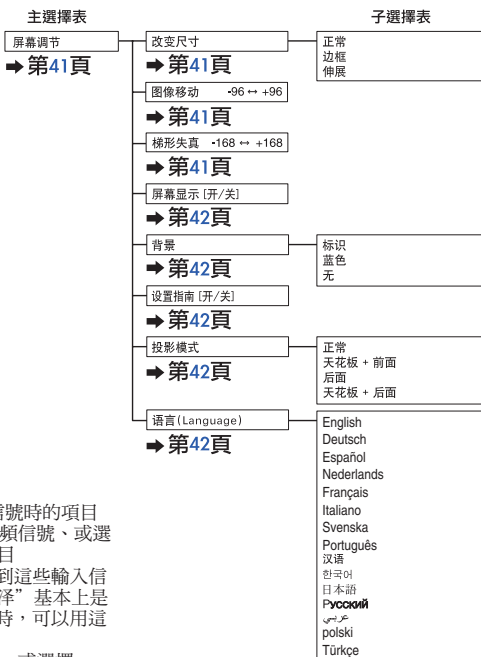 主選擇表
子選擇表
屏幕调节
➡ 第41頁
改变尺寸
➡ 第41頁
正常
边框
伸展
图像移动 -96 ↔ +96
➡ 第41頁
梯形失真 -168 ↔ +168
➡ 第41頁
屏幕显示 [开/关]
➡ 第42頁
背景
➡ 第42頁
标识
蓝色
无
设置指南 [开/关]
➡ 第42頁
投影模式
➡ 第42頁
正常
天花板 + 前面
后面
天花板 + 后面
语言(Language)
➡ 第42頁
English
Deutsch
Español
Nederlands
Français
Italiano
Svenska
Português
汉语
한국어
日本語
Русский
عربي
polski
Türkçe
信號時的項目
頻信號、或選
目
到這些輸入信
泽”基本上是
時，可以用這
、或選擇